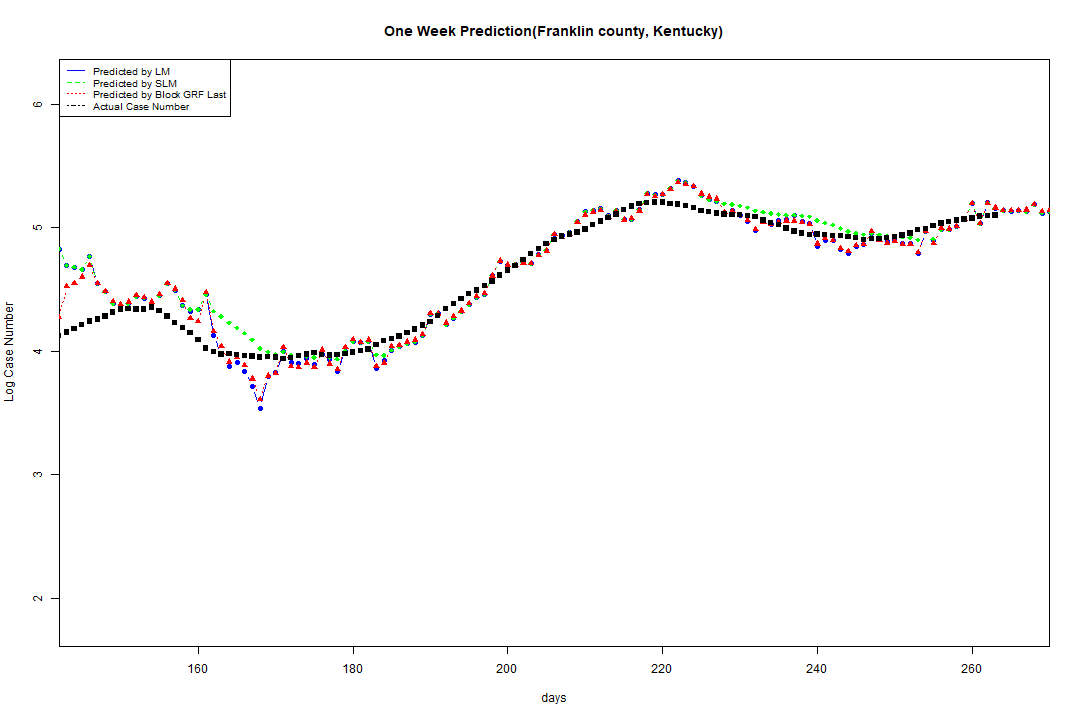 One Week Prediction(Franklin county, Kentucky)
Predicted by LM
Predicted by SLM
Predicted by Block GRF Last
Actual Case Number
6
5
4
3
2
Log Case Number
160 180 200 220 240 260
days